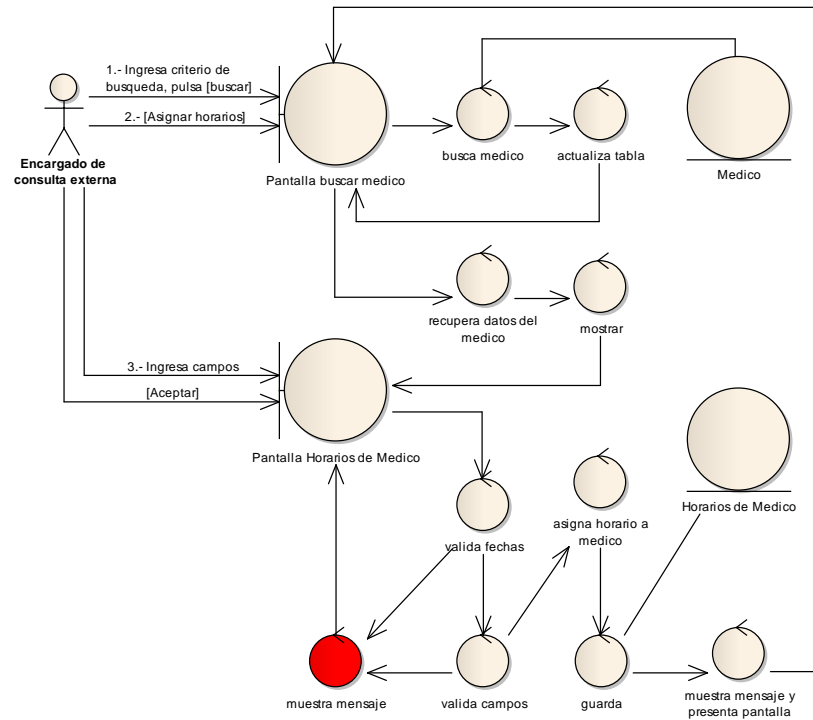 1.- Ingresa criterio de
busqueda, pulsa [buscar]
2.- [Asignar horarios]
Encargado de
consulta externa
Pantalla buscar medico
busca medico
actualiza tabla
Medico
recupera datos del
medico
mostrar
3.- Ingresa campos
[Aceptar]
Pantalla Horarios de Medico
valida fechas
asigna horario a
medico
Horarios de Medico
muestra mensaje
valida campos
guarda
muestra mensaje y
presenta pantalla